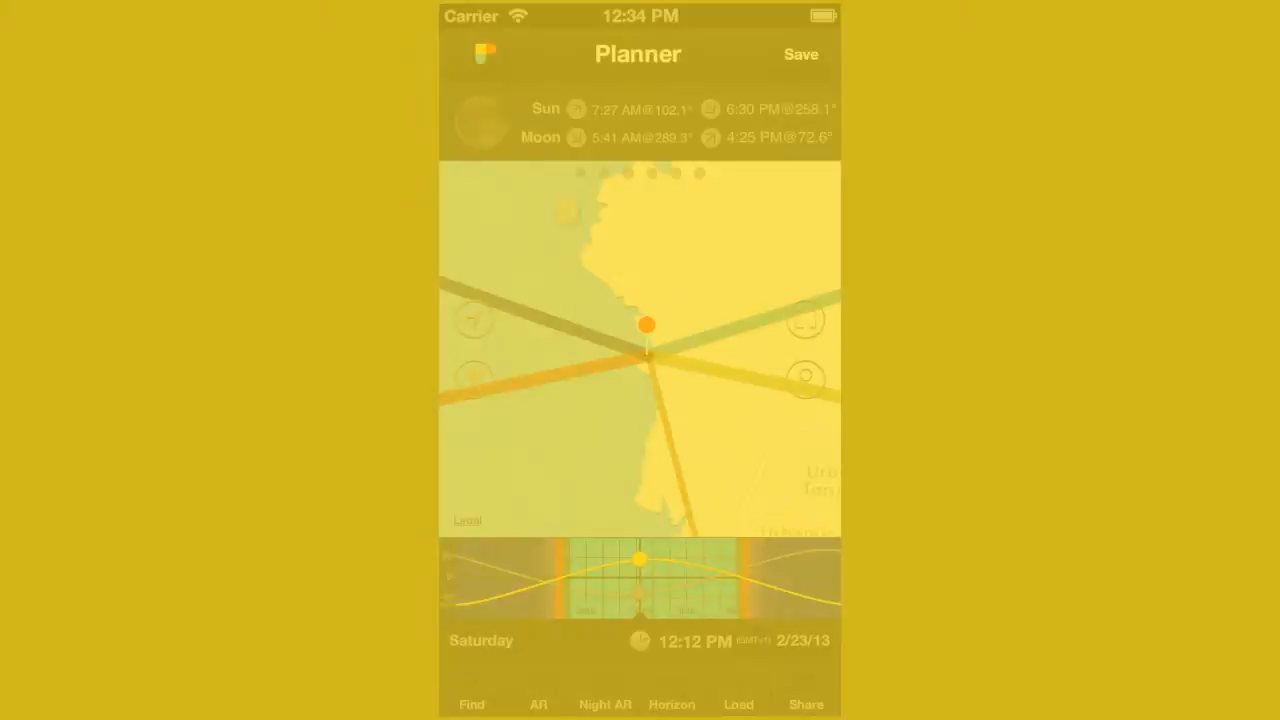 Carrier 12:34 PM
Planner Save
Sun 7:27 AM@102.1° 6:30 PM@258.1°
Moon 5:41 AM@289.3° 4:25 PM@72.6°
Legal
Saturday 12:12 PM 2/23/13
Find AR Night AR Horizon Load Share